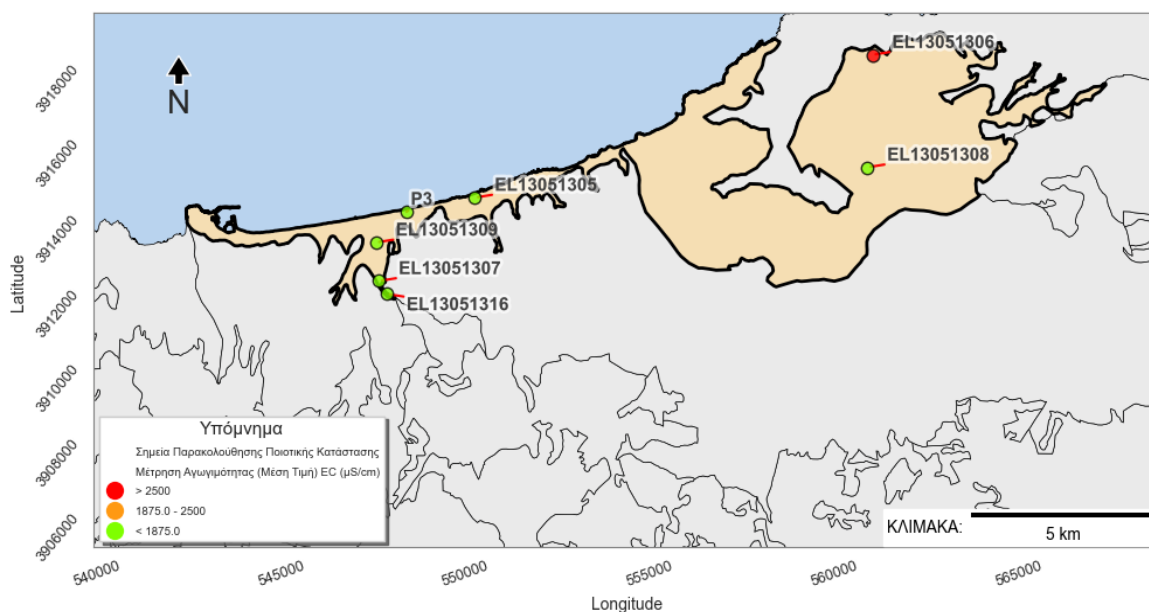 EL13051306
3918000
N
3916000
EL13051308
EL13051305
P3
3914000
EL13051309
EL13051307
Latitude
3912000
EL13051316
3910000
Υπόμνημα
Σημεία Παρακολούθησης Ποιοτικής Κατάστασης
Μέτρηση Αγωγιμότητας (Μέση Τιμή) EC (μS/cm)
> 2500
1875.0 - 2500
< 1875.0
3908000
3906000
ΚΛΙΜΑΚΑ:
5 km
540000
545000
550000
555000
560000
565000
Longitude